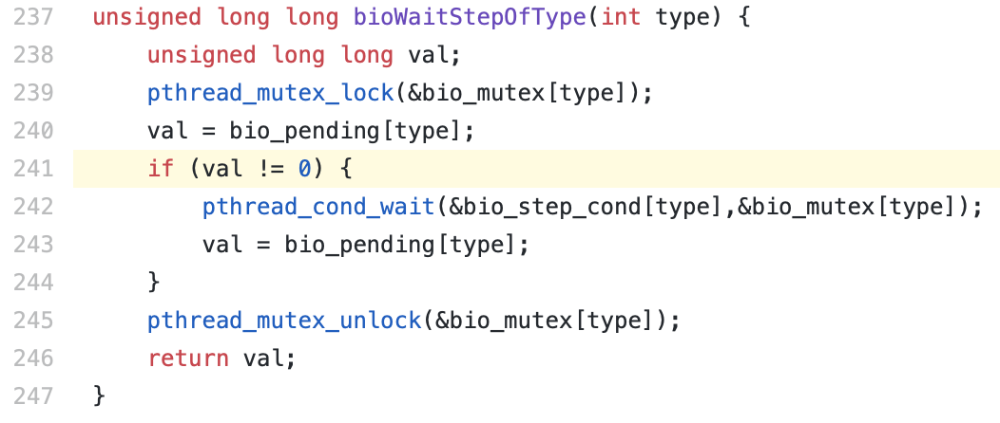 237 unsigned long long bioWaitStepOfType(int type) {
238     unsigned long long val;
239     pthread_mutex_lock(&bio_mutex[type]);
240     val = bio_pending[type];
241     if (val != 0) {
242         pthread_cond_wait(&bio_step_cond[type],&bio_mutex[type]);
243         val = bio_pending[type];
244     }
245     pthread_mutex_unlock(&bio_mutex[type]);
246     return val;
247 }